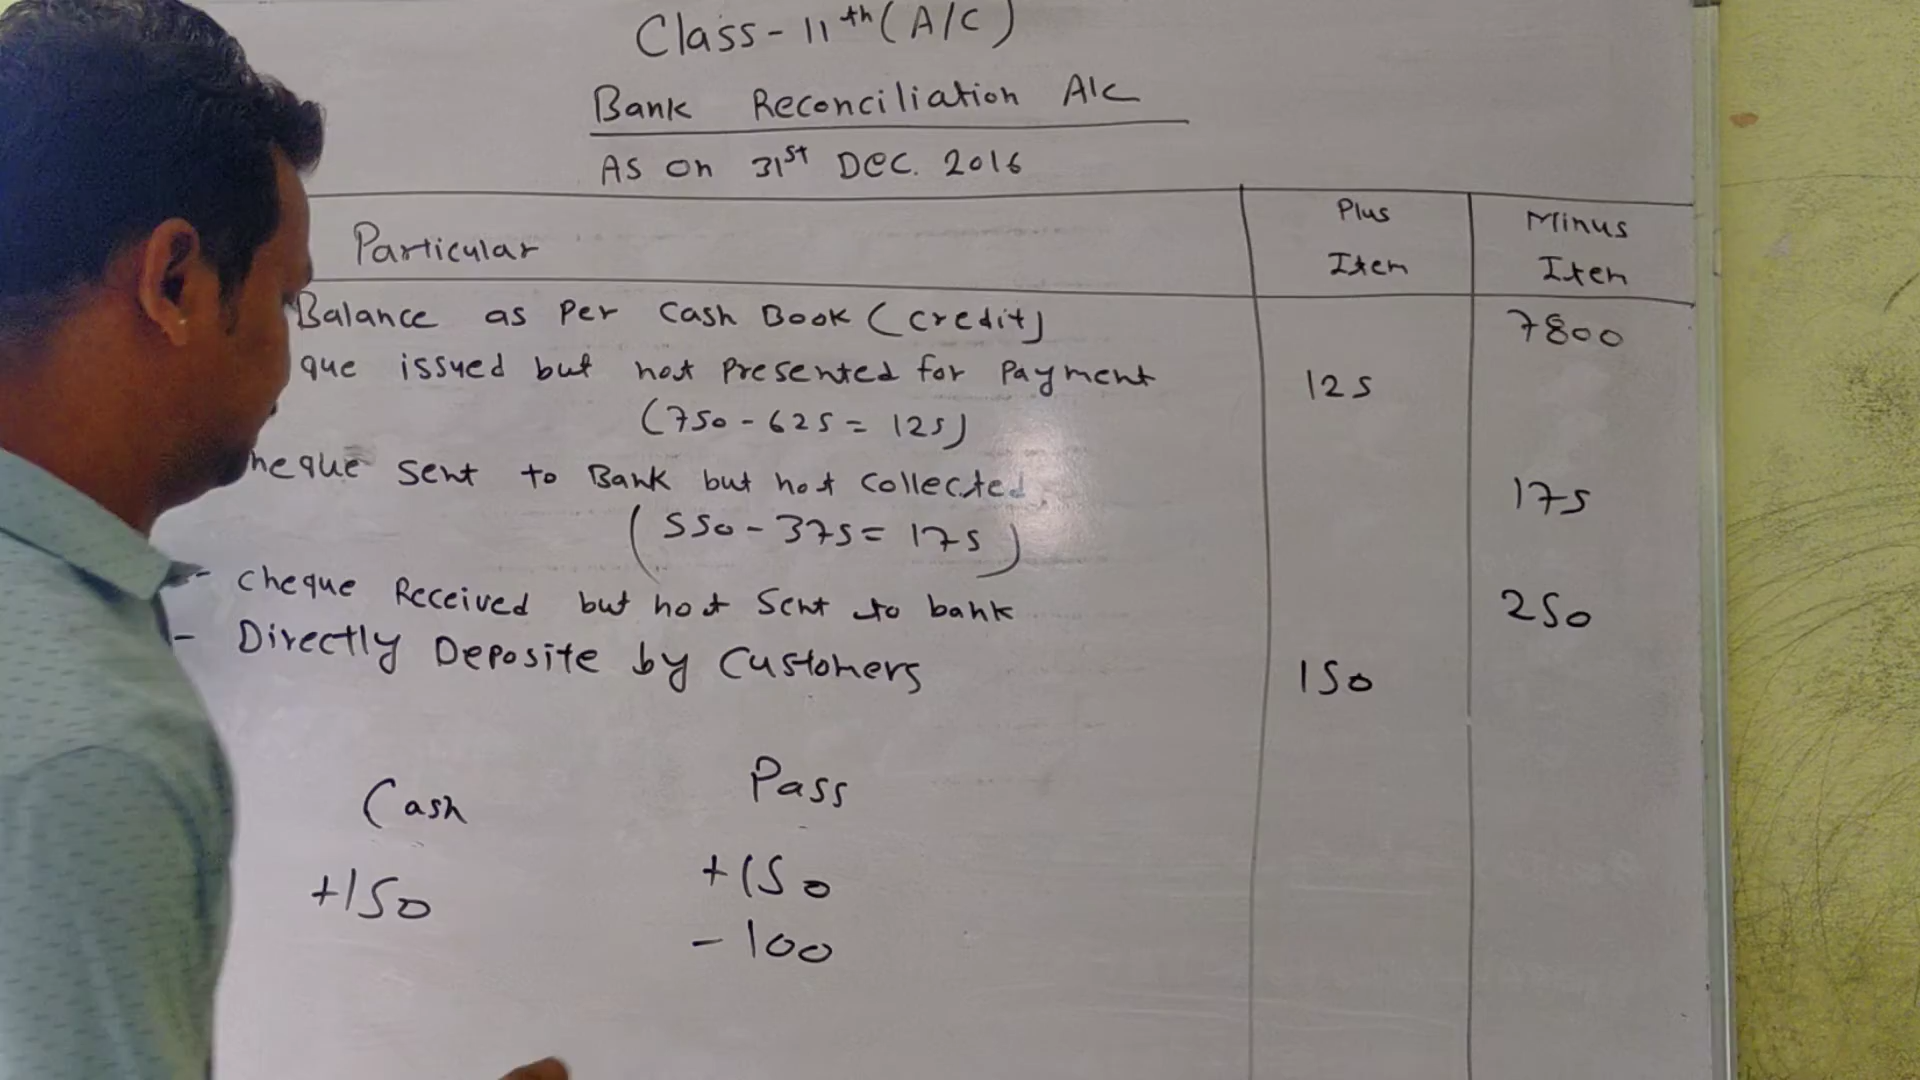 Class-11th (A/C)
Bank Reconciliation A/c
As on 31st Dec. 2016
Particular
Plus Item
Minus Item
Balance as Per Cash Book (Credit) 7800
que issued but not Presented for Payment 125
(750-625=125)
heque Sent to Bank but not collected. 175
(550-375=175)
- Cheque Received but not Sent to bank 250
- Directly Deposite by Customers 150
Cash Pass
+150 +150
-100